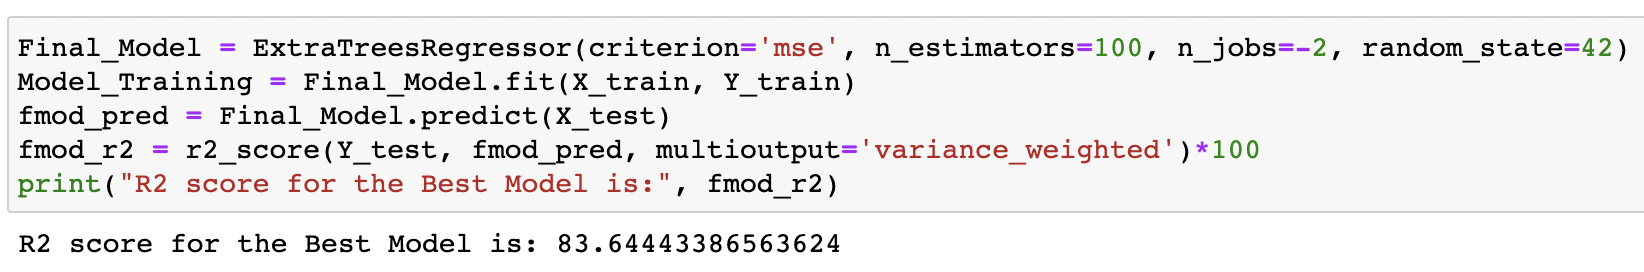 Final_Model = ExtraTreesRegressor(criterion='mse', n_estimators=100, n_jobs=-2, random_state=42)
Model_Training = Final_Model.fit(X_train, Y_train)
fmod_pred = Final_Model.predict(X_test)
fmod_r2 = r2_score(Y_test, fmod_pred, multioutput='variance_weighted')*100
print("R2 score for the Best Model is:", fmod_r2)
R2 score for the Best Model is: 83.64443386563624